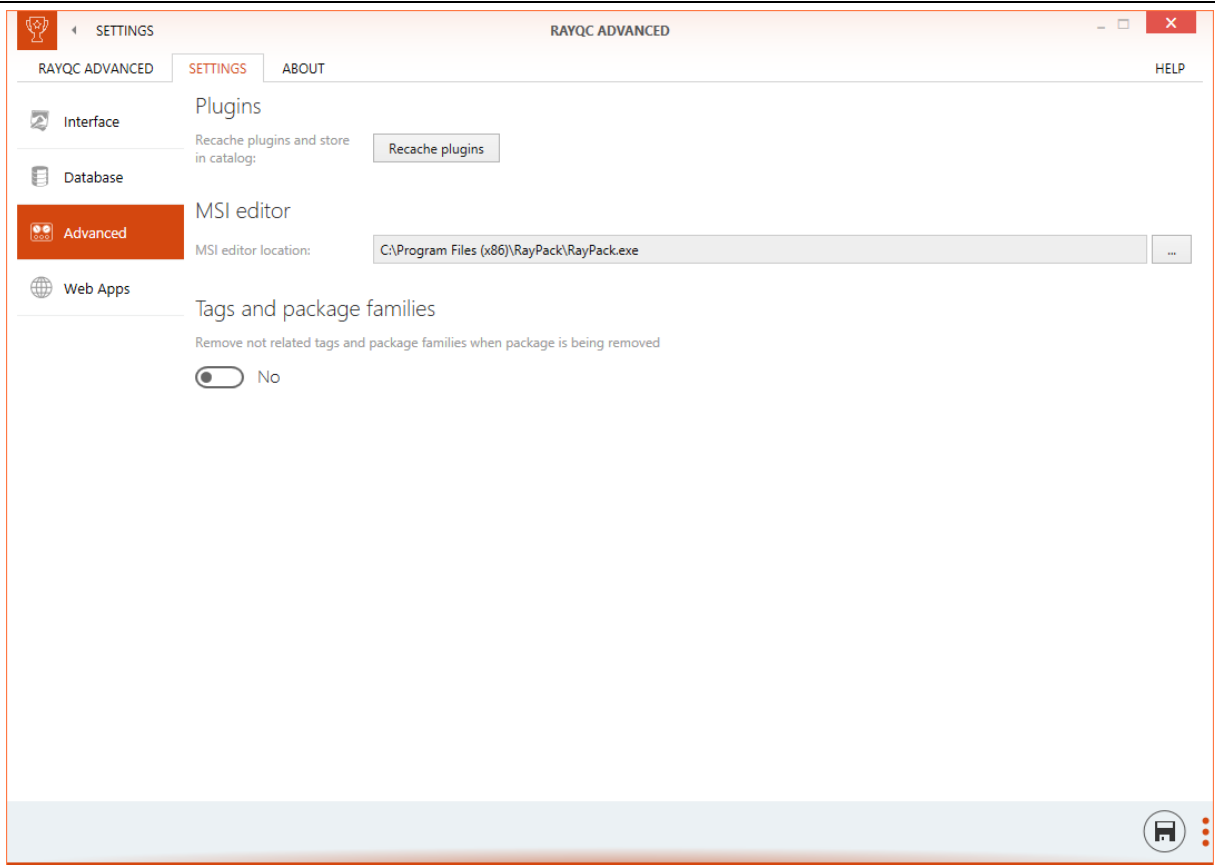 SETTINGS
RAYQC ADVANCED
RAYQC ADVANCED
SETTINGS
ABOUT
HELP
Interface
Database
Advanced
Web Apps
Plugins
Recache plugins and store
in catalog:
Recache plugins
MSI editor
MSI editor location:
C:\Program Files (x86)\RayPack\RayPack.exe
...
Tags and package families
Remove not related tags and package families when package is being removed
No